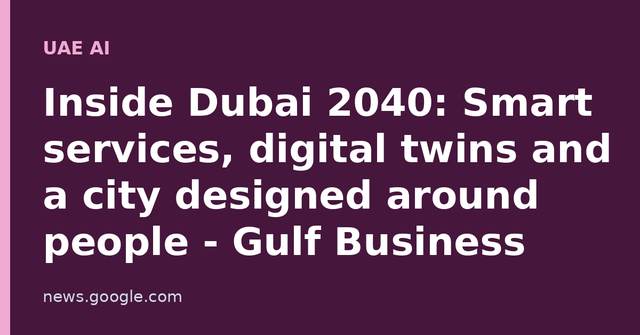 UAE AI
Inside Dubai 2040: Smart
services, digital twins and
a city designed around
people - Gulf Business
news.google.com